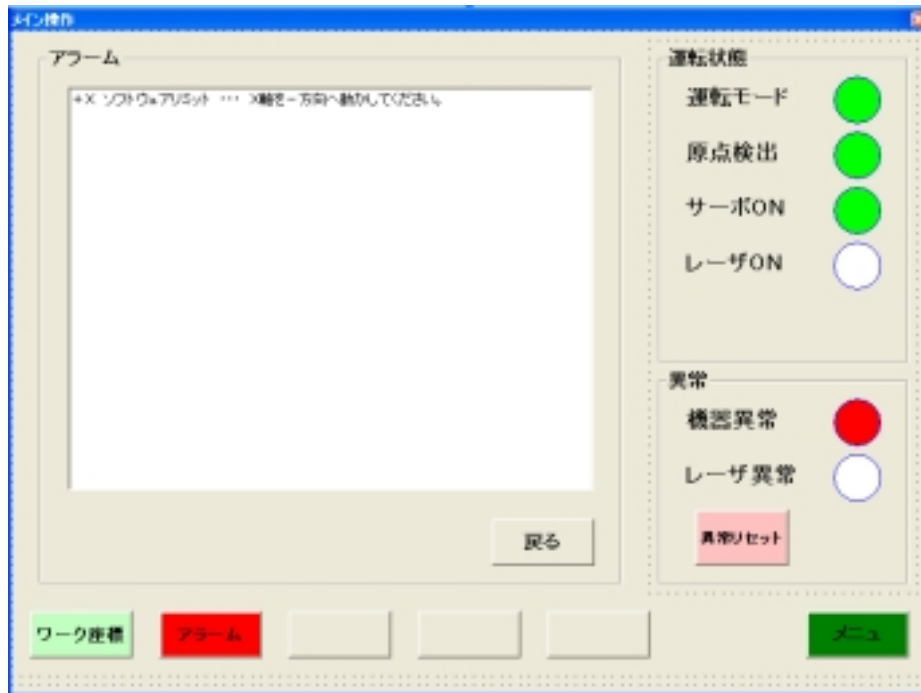 メイン操作
アラーム
+X ソフトウェアリミット ･･･ X軸を－方向へ動かしてください。
戻る
運転状態
運転モード
原点検出
サーボON
レーザON
異常
機器異常
レーザ異常
異常リセット
ワーク座標
アラーム
メニュ